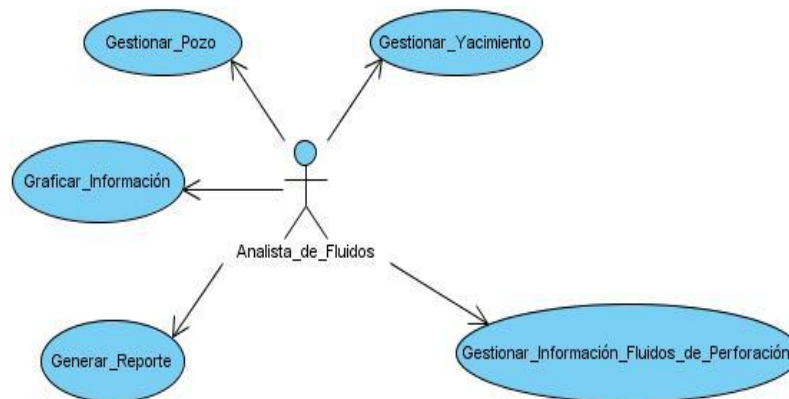 Gestionar_Pozo
Gestionar_Yacimiento
Graficar_Información
Analista_de_Fluidos
Generar_Reporte
Gestionar_Información_Fluidos_de_Perforación